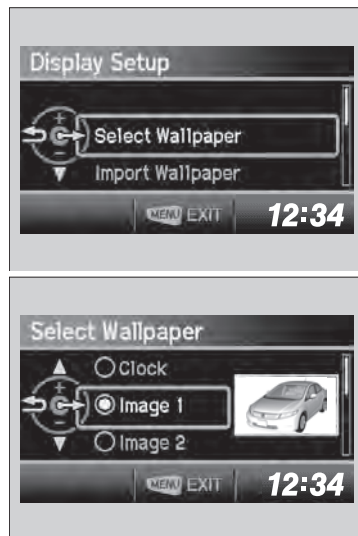 Display Setup
+
Select Wallpaper
−
Import Wallpaper
MENU EXIT 12:34
Select Wallpaper
Clock
+
Image 1
−
Image 2
MENU EXIT 12:34